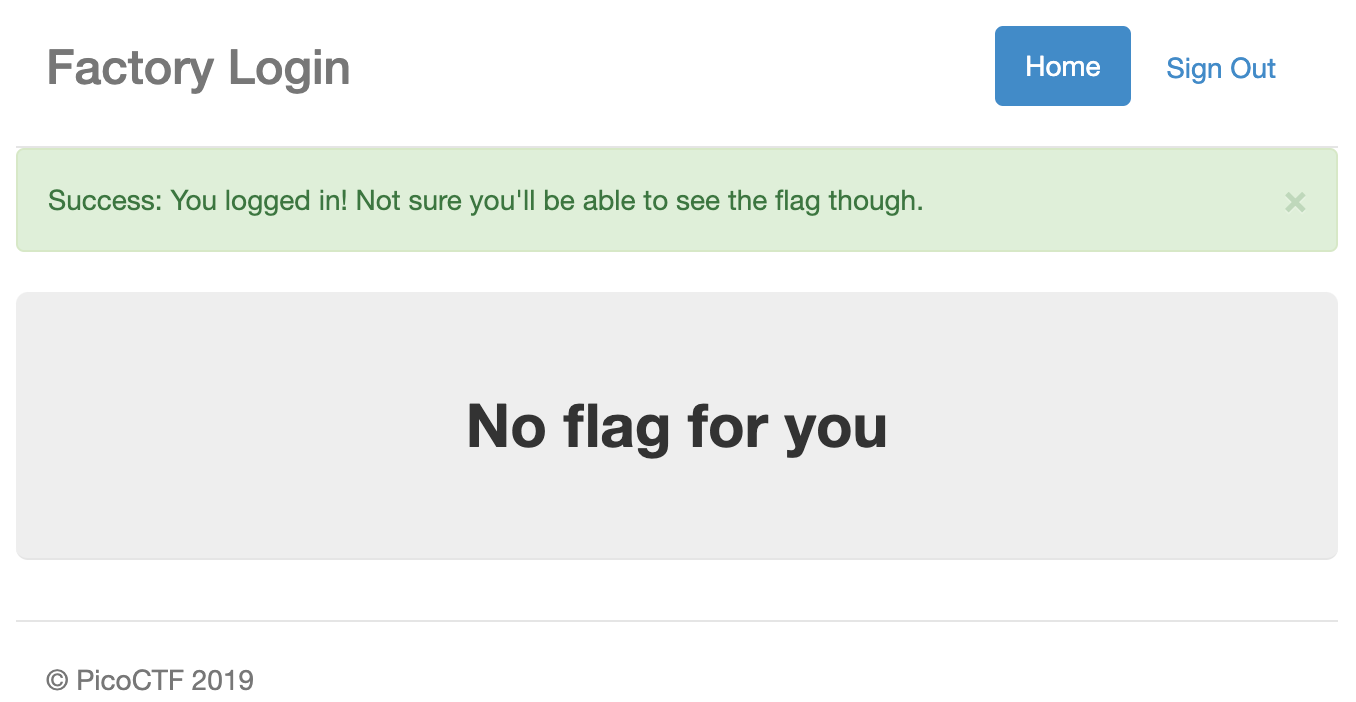 Factory Login
Home
Sign Out
Success: You logged in! Not sure you'll be able to see the flag though.
×
No flag for you
© PicoCTF 2019